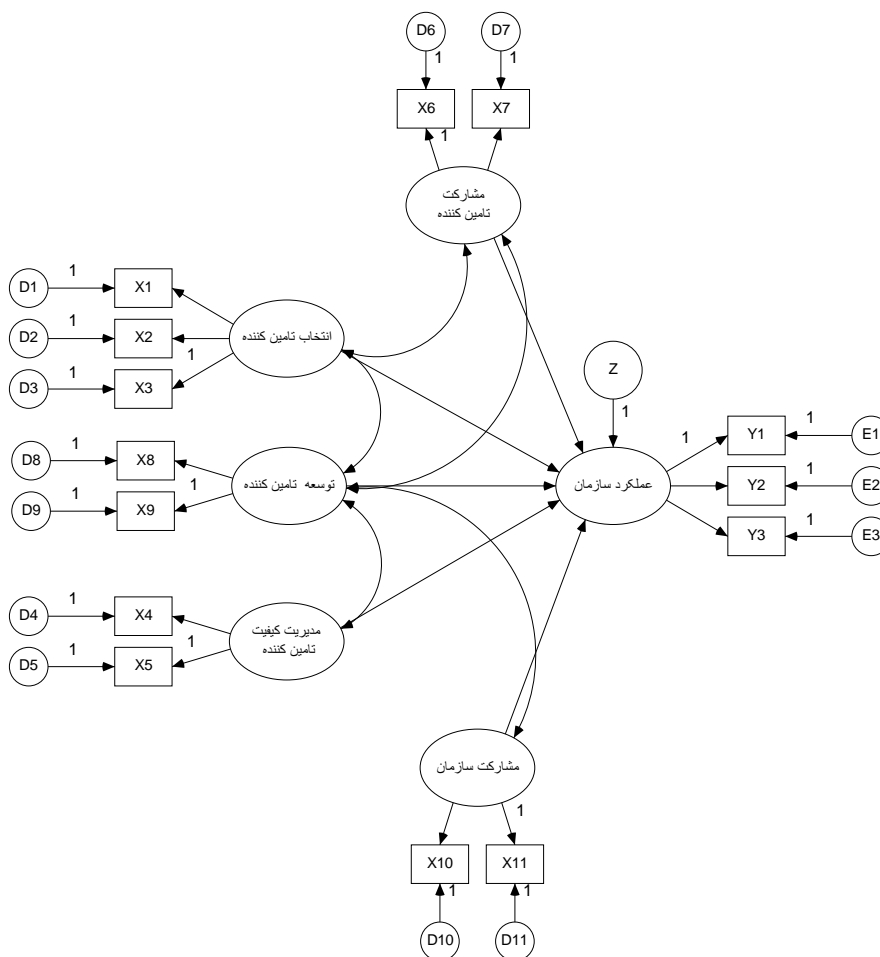 D6
D7
1
1
X6
X7
1
مشارکت
تامین کننده
D1
1
X1
D2
1
X2
انتخاب تامین کننده
1
D3
1
X3
Z
1
D8
1
X8
D9
1
X9
1
توسعه تامین کننده
عملکرد سازمان
1
Y1
1
E1
Y2
1
E2
Y3
1
E3
D4
1
X4
D5
1
X5
1
مدیریت کیفیت
تامین کننده
مشارکت سازمان
1
X10
X11
1
1
D10
D11